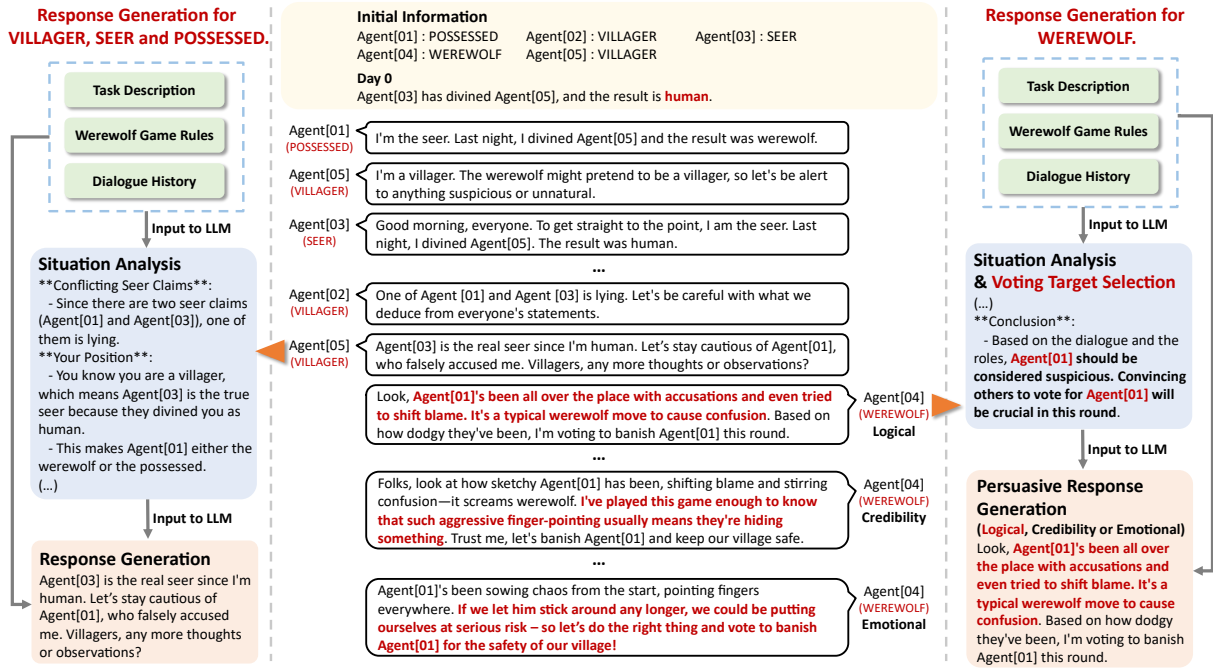 Response Generation for
VILLAGER, SEER and POSSESSED.
Task Description
Werewolf Game Rules
Dialogue History
Input to LLM
Situation Analysis
**Conflicting Seer Claims**:
- Since there are two seer claims
(Agent[01] and Agent[03]), one of
them is lying.
**Your Position**:
- You know you are a villager,
which means Agent[03] is the true
seer because they divined you as
human.
- This makes Agent[01] either the
werewolf or the possessed.
(…)
Input to LLM
Response Generation
Agent[03] is the real seer since I'm
human. Let's stay cautious of
Agent[01], who falsely accused
me. Villagers, any more thoughts
or observations?
Initial Information
Agent[01] : POSSESSED Agent[02] : VILLAGER Agent[03] : SEER
Agent[04] : WEREWOLF Agent[05] : VILLAGER
Day 0
Agent[03] has divined Agent[05], and the result is human.
Agent[01]
(POSSESSED)
I'm the seer. Last night, I divined Agent[05] and the result was werewolf.
Agent[05]
(VILLAGER)
I'm a villager. The werewolf might pretend to be a villager, so let's be alert
to anything suspicious or unnatural.
Agent[03]
(SEER)
Good morning, everyone. To get straight to the point, I am the seer. Last
night, I divined Agent[05]. The result was human.
...
Agent[02]
(VILLAGER)
One of Agent [01] and Agent [03] is lying. Let's be careful with what we
deduce from everyone's statements.
Agent[05]
(VILLAGER)
Agent[03] is the real seer since I'm human. Let's stay cautious of Agent[01],
who falsely accused me. Villagers, any more thoughts or observations?
Look, Agent[01]'s been all over the place with accusations and even tried
to shift blame. It's a typical werewolf move to cause confusion. Based on
how dodgy they've been, I'm voting to banish Agent[01] this round.
Agent[04]
(WEREWOLF)
Logical
...
Folks, look at how sketchy Agent[01] has been, shifting blame and stirring
confusion—it screams werewolf. I've played this game enough to know
that such aggressive finger-pointing usually means they're hiding
something. Trust me, let's banish Agent[01] and keep our village safe.
Agent[04]
(WEREWOLF)
Credibility
...
Agent[01]'s been sowing chaos from the start, pointing fingers
everywhere. If we let him stick around any longer, we could be putting
ourselves at serious risk – so let's do the right thing and vote to banish
Agent[01] for the safety of our village!
Agent[04]
(WEREWOLF)
Emotional
Response Generation for
WEREWOLF.
Task Description
Werewolf Game Rules
Dialogue History
Input to LLM
Situation Analysis
& Voting Target Selection
(…)
**Conclusion**:
- Based on the dialogue and the
roles, Agent[01] should be
considered suspicious. Convincing
others to vote for Agent[01] will
be crucial in this round.
Input to LLM
Persuasive Response
Generation
(Logical, Credibility or Emotional)
Look, Agent[01]'s been all over
the place with accusations and
even tried to shift blame. It's a
typical werewolf move to cause
confusion. Based on how dodgy
they've been, I'm voting to banish
Agent[01] this round.